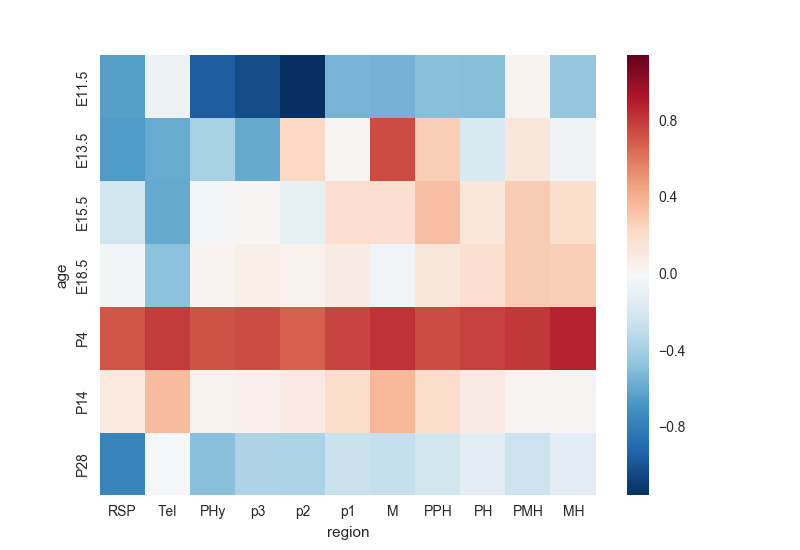 age
E11.5
E13.5
E15.5
E18.5
P4
P14
P28
RSP Tel PHy p3 p2 p1 M PPH PH PMH MH
region
0.8
0.4
0.0
−0.4
−0.8